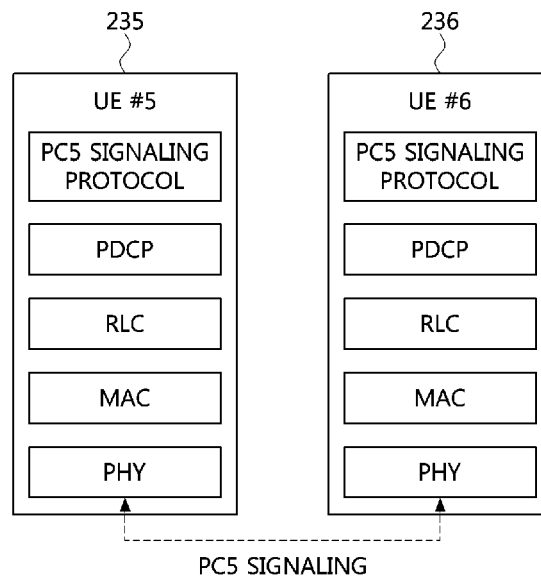 235
UE #5
PC5 SIGNALING
PROTOCOL
PDCP
RLC
MAC
PHY
236
UE #6
PC5 SIGNALING
PROTOCOL
PDCP
RLC
MAC
PHY
PC5 SIGNALING